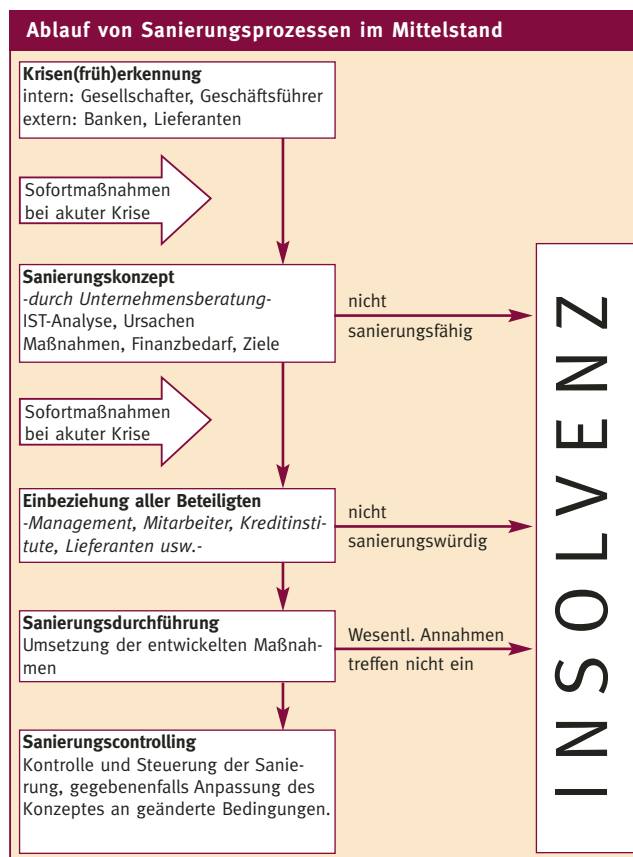 Ablauf von Sanierungsprozessen im Mittelstand
Krisen(früh)erkennung
intern: Gesellschafter, Geschäftsführer
extern: Banken, Lieferanten
Sofortmaßnahmen
bei akuter Krise
Sanierungskonzept
-durch Unternehmensberatung-
IST-Analyse, Ursachen
Maßnahmen, Finanzbedarf, Ziele
nicht
sanierungsfähig
Sofortmaßnahmen
bei akuter Krise
Einbeziehung aller Beteiligten
-Management, Mitarbeiter, Kreditinsti-
tute, Lieferanten usw.-
nicht
sanierungswürdig
Sanierungsdurchführung
Umsetzung der entwickelten Maßnah-
men
Wesentl. Annahmen
treffen nicht ein
Sanierungscontrolling
Kontrolle und Steuerung der Sanie-
rung, gegebenenfalls Anpassung des
Konzeptes an geänderte Bedingungen.
INSOLVENZ